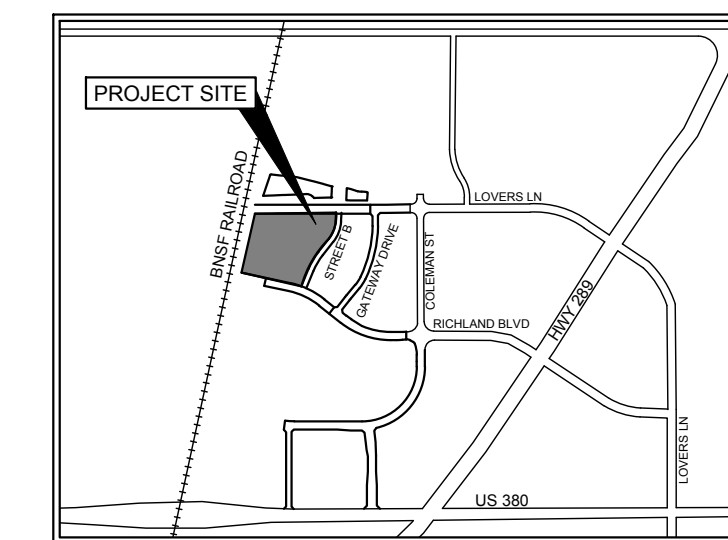 PROJECT SITE
BNSF RAILROAD
LOVERS LN
STREET B
GATEWAY DRIVE
COLEMAN ST
HWY 289
RICHLAND BLVD
LOVERS LN
US 380